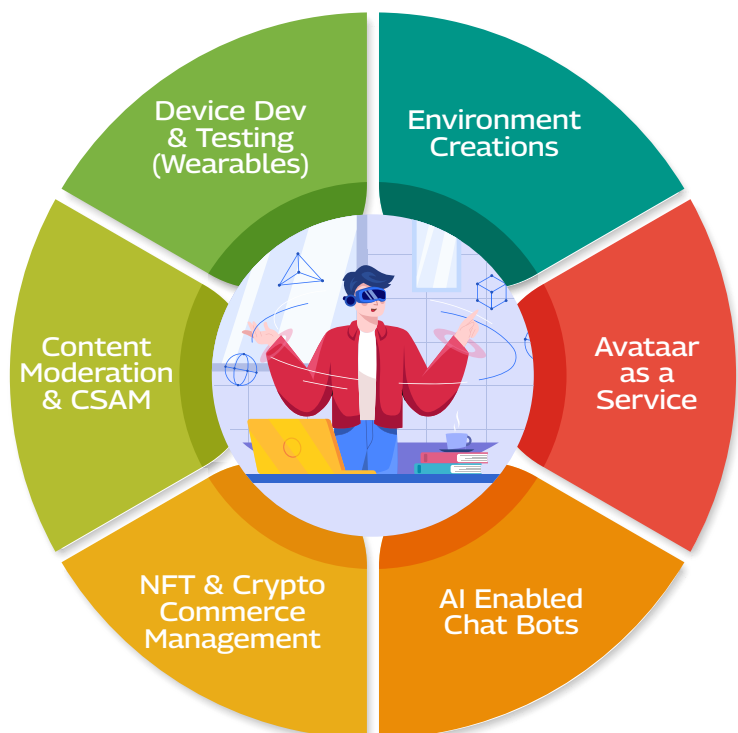 Device Dev
& Testing
(Wearables)
Environment
Creations
Avataar
as a
Service
AI Enabled
Chat Bots
NFT & Crypto
Commerce
Management
Content
Moderation
& CSAM